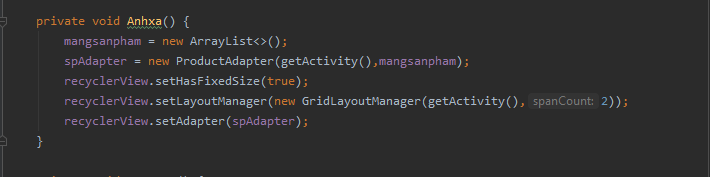 private void Anhxa() {
mangsanpham = new ArrayList<>();
spAdapter = new ProductAdapter(getActivity(),mangsanpham);
recyclerView.setHasFixedSize(true);
recyclerView.setLayoutManager(new GridLayoutManager(getActivity(), spanCount: 2));
recyclerView.setAdapter(spAdapter);
}